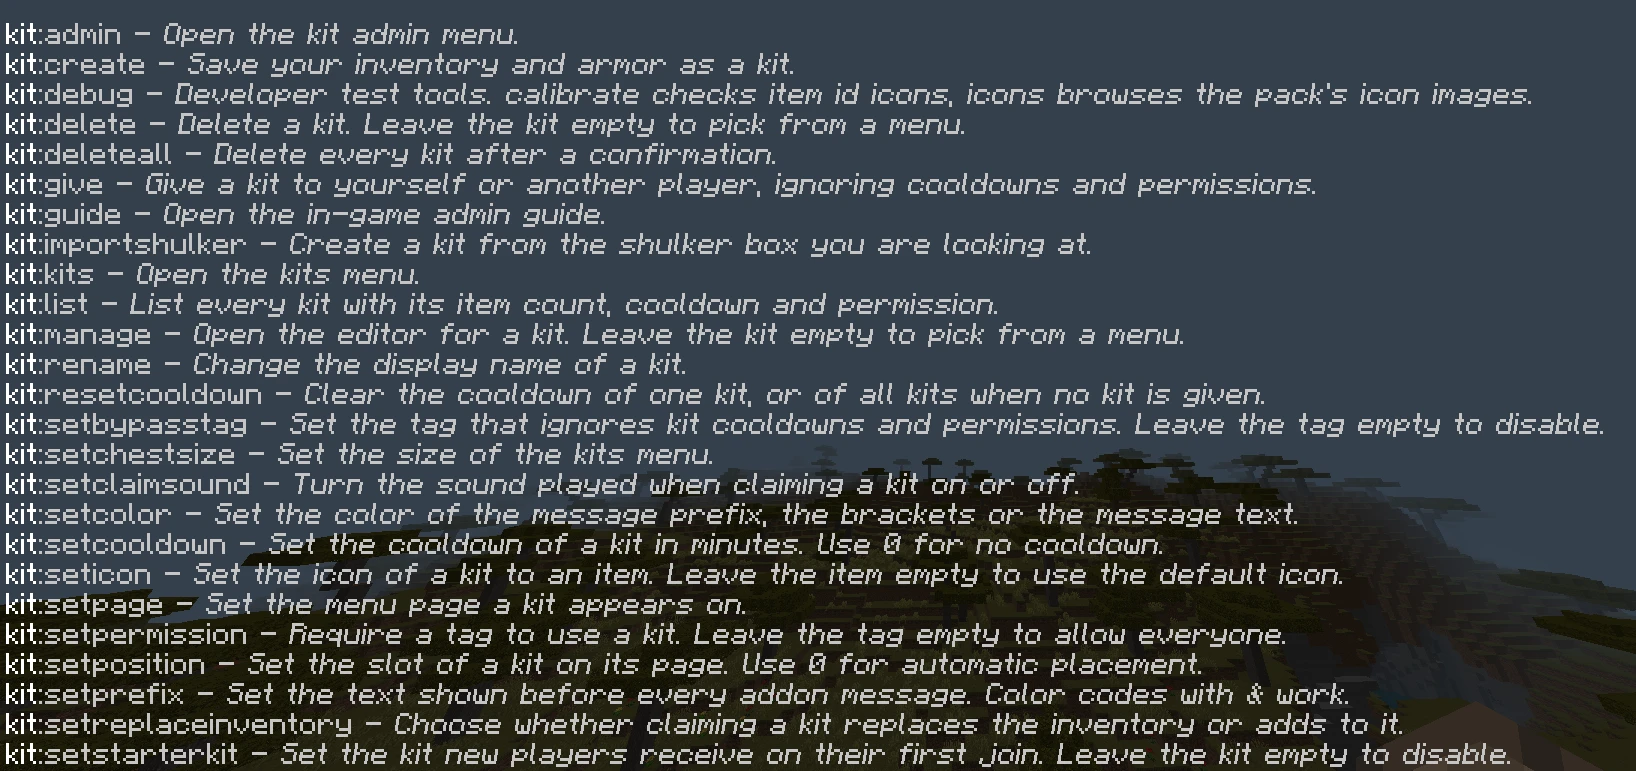 kit:admin – Open the kit admin menu.
kit:create – Save your inventory and armor as a kit.
kit:debug – Developer test tools. calibrate checks item id icons, icons browses the pack's icon images.
kit:delete – Delete a kit. Leave the kit empty to pick from a menu.
kit:deleteall – Delete every kit after a confirmation.
kit:give – Give a kit to yourself or another player, ignoring cooldowns and permissions.
kit:guide – Open the in-game admin guide.
kit:importshulker – Create a kit from the shulker box you are looking at.
kit:kits – Open the kits menu.
kit:list – List every kit with its item count, cooldown and permission.
kit:manage – Open the editor for a kit. Leave the kit empty to pick from a menu.
kit:rename – Change the display name of a kit.
kit:resetcooldown – Clear the cooldown of one kit, or of all kits when no kit is given.
kit:setbypasstag – Set the tag that ignores kit cooldowns and permissions. Leave the tag empty to disable.
kit:setchestsize – Set the size of the kits menu.
kit:setclaimsound – Turn the sound played when claiming a kit on or off.
kit:setcolor – Set the color of the message prefix, the brackets or the message text.
kit:setcooldown – Set the cooldown of a kit in minutes. Use 0 for no cooldown.
kit:seticon – Set the icon of a kit to an item. Leave the item empty to use the default icon.
kit:setpage – Set the menu page a kit appears on.
kit:setpermission – Require a tag to use a kit. Leave the tag empty to allow everyone.
kit:setposition – Set the slot of a kit on its page. Use 0 for automatic placement.
kit:setprefix – Set the text shown before every addon message. Color codes with & work.
kit:setreplaceinventory – Choose whether claiming a kit replaces the inventory or adds to it.
kit:setstarterkit – Set the kit new players receive on their first join. Leave the kit empty to disable.